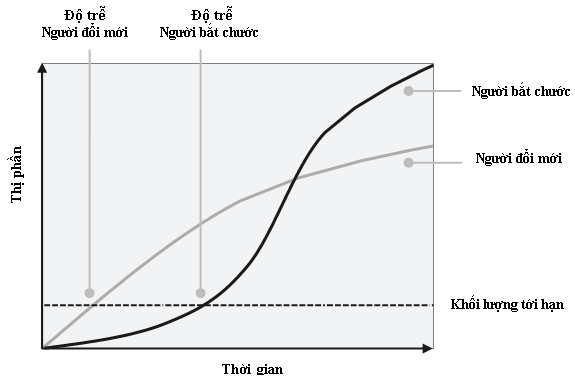 Độ trễ
Người đổi mới
Độ trễ
Người bắt chước
Người bắt chước
Người đổi mới
Thị phần
Khối lượng tới hạn
Thời gian